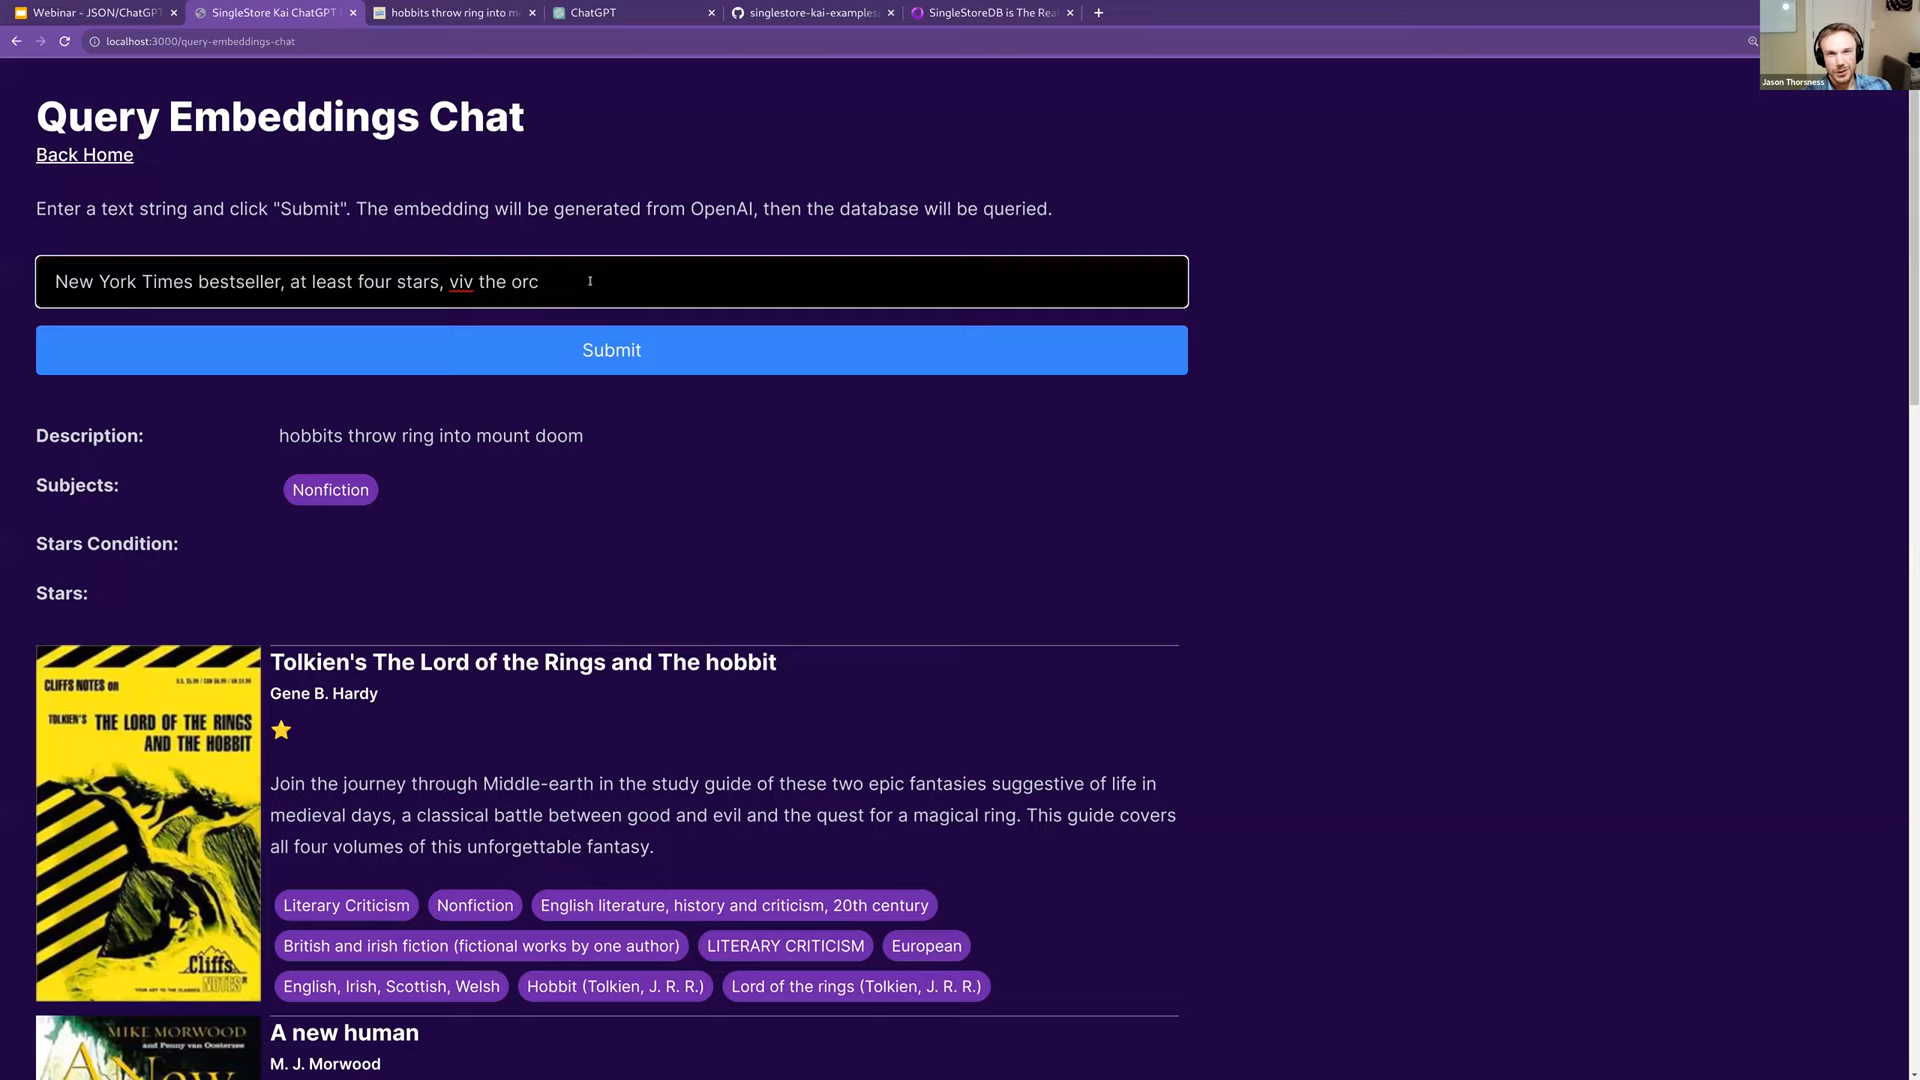 Webinar - JSON/ChatGPT
SingleStore Kai ChatGPT
hobbits throw ring into m
ChatGPT
singlestore-kai-examples
SingleStoreDB is The Rea
localhost:3000/query-embeddings-chat
Jason Thorsness
Query Embeddings Chat
Back Home
Enter a text string and click "Submit". The embedding will be generated from OpenAI, then the database will be queried.
New York Times bestseller, at least four stars, viv the orc
Submit
Description: hobbits throw ring into mount doom
Subjects: Nonfiction
Stars Condition:
Stars:
CLIFFS NOTES on
TOLKIEN'S THE LORD OF THE RINGS
AND THE HOBBIT
Cliffs
NOTES
Tolkien's The Lord of the Rings and The hobbit
Gene B. Hardy
Join the journey through Middle-earth in the study guide of these two epic fantasies suggestive of life in
medieval days, a classical battle between good and evil and the quest for a magical ring. This guide covers
all four volumes of this unforgettable fantasy.
Literary Criticism Nonfiction English literature, history and criticism, 20th century
British and irish fiction (fictional works by one author) LITERARY CRITICISM European
English, Irish, Scottish, Welsh Hobbit (Tolkien, J. R. R.) Lord of the rings (Tolkien, J. R. R.)
MIKE MORWOOD
and Penny van Oosterzee
A New
A new human
M. J. Morwood